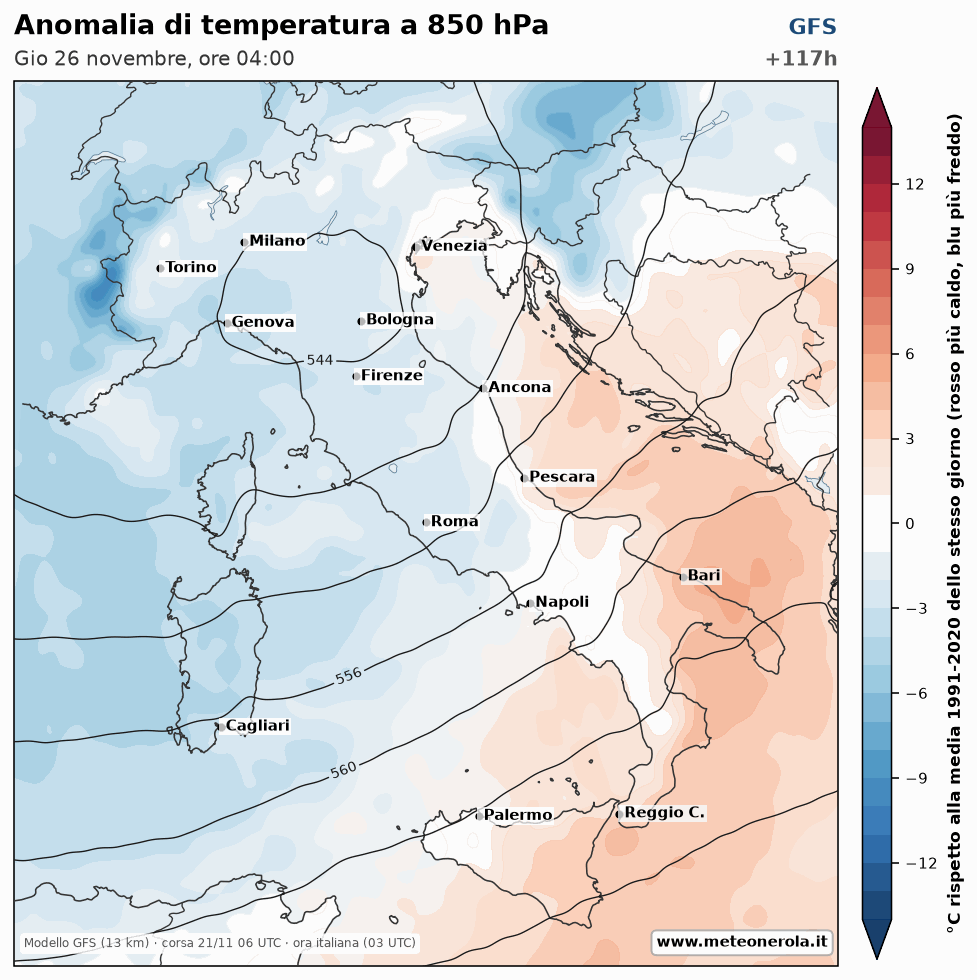 Anomalia di temperatura a 850 hPa
GFS
Gio 26 novembre, ore 04:00
+117h
Milano
Venezia
Torino
Genova
Bologna
544
Firenze
Ancona
Pescara
Roma
Bari
Napoli
556
Cagliari
560
Palermo
Reggio C.
12
9
6
3
0
−3
−6
−9
−12
°C rispetto alla media 1991-2020 dello stesso giorno (rosso più caldo, blu più freddo)
Modello GFS (13 km) · corsa 21/11 06 UTC · ora italiana (03 UTC)
www.meteonerola.it